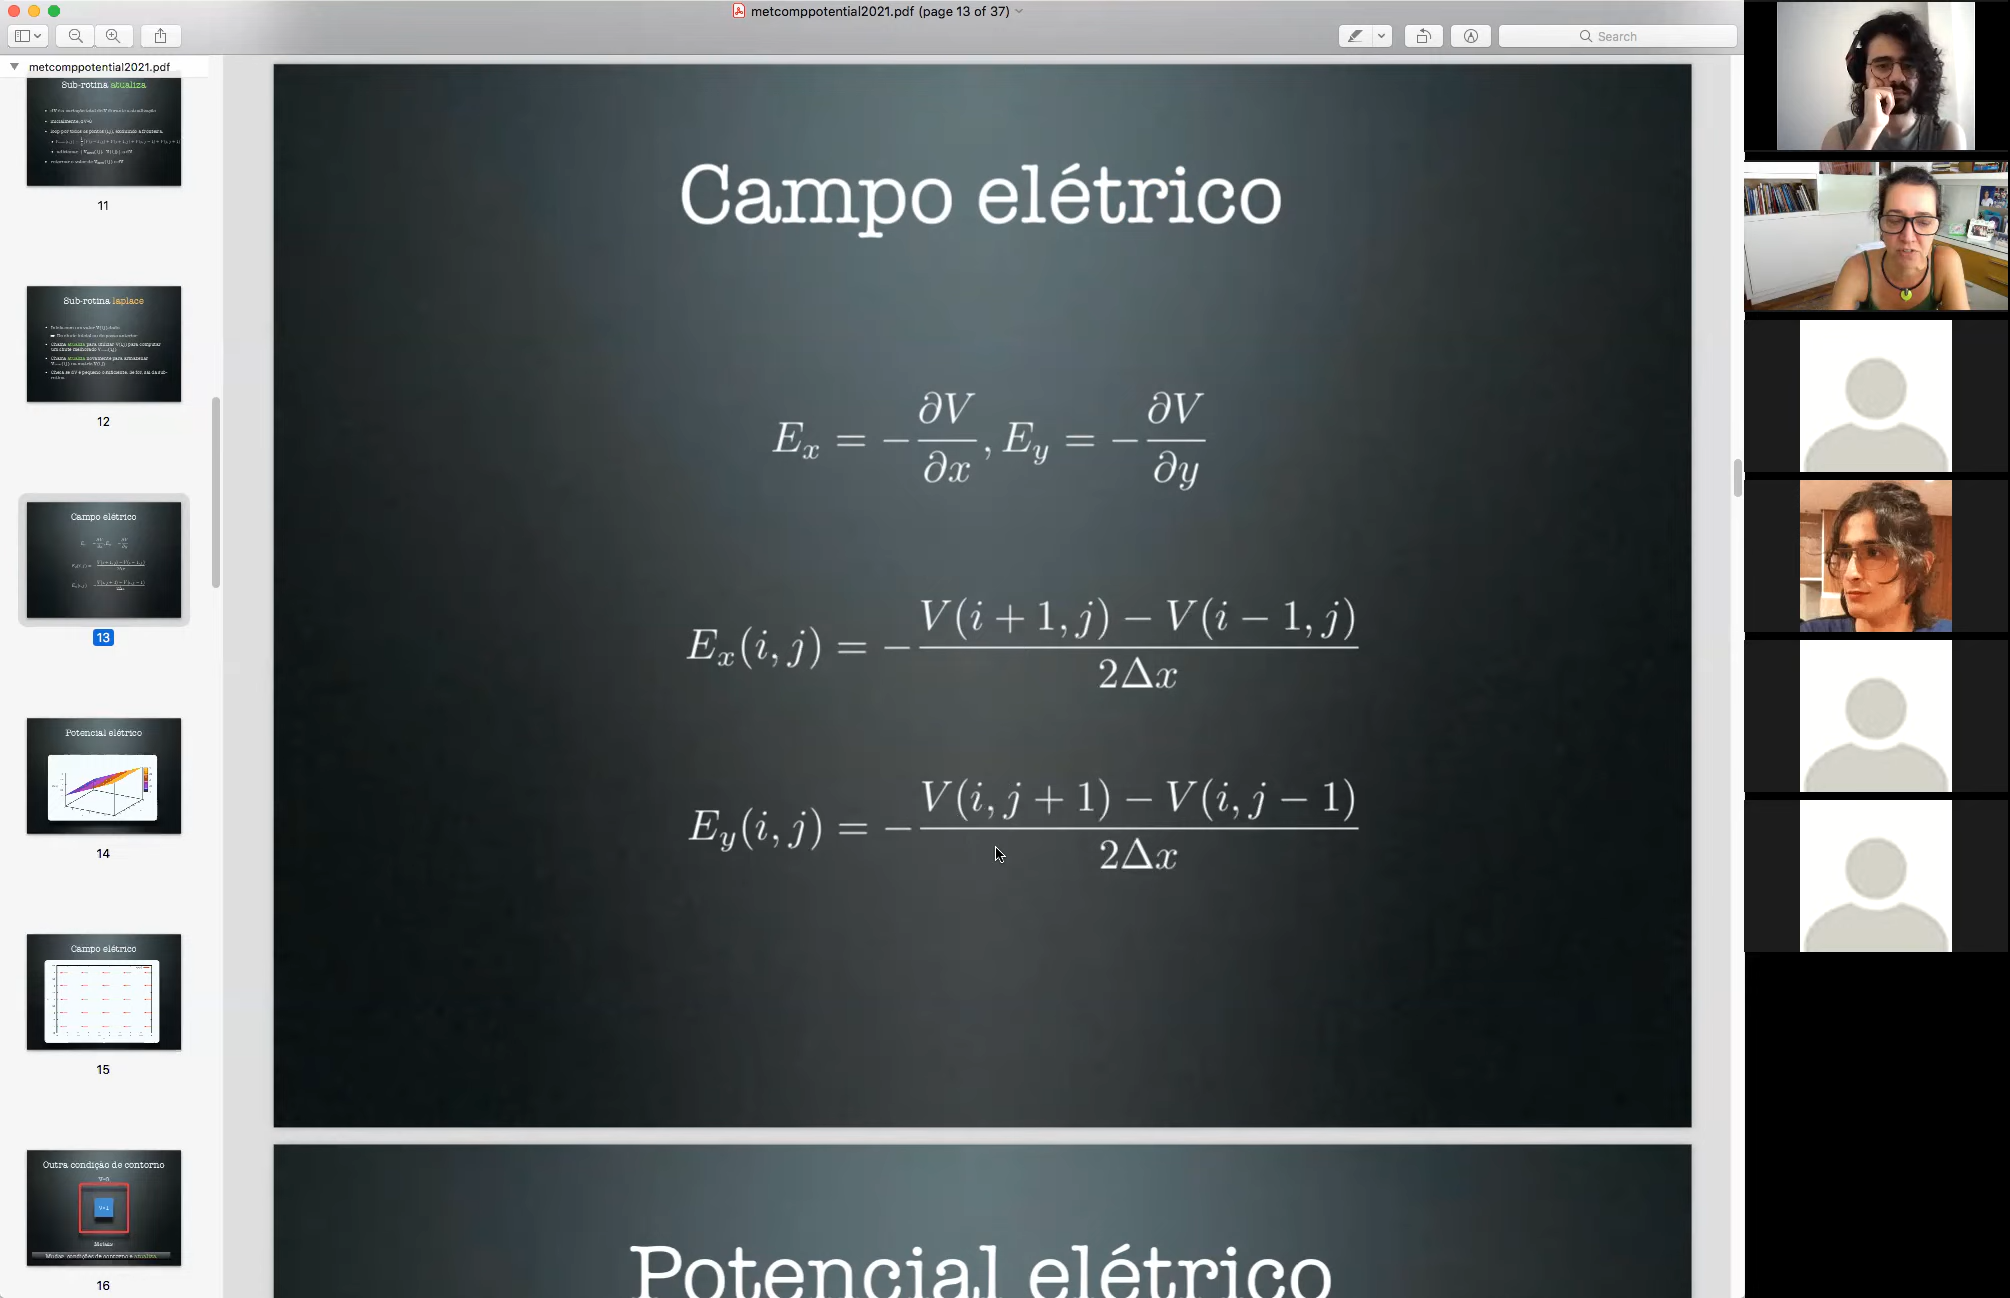 metcomppotential2021.pdf (page 13 of 37)
Search
metcomppotential2021.pdf
Sub-rotina atualiza
11
Sub-rotina laplace
12
Campo elétrico
13
Potencial elétrico
14
Campo elétrico
15
Outra condição de contorno
V=0
V=1
16
Campo elétrico
E_x = −∂V/∂x, E_y = −∂V/∂y
E_x(i, j) = −(V(i + 1, j) − V(i − 1, j))/(2Δx)
E_y(i, j) = −(V(i, j + 1) − V(i, j − 1))/(2Δx)
Potencial elétrico